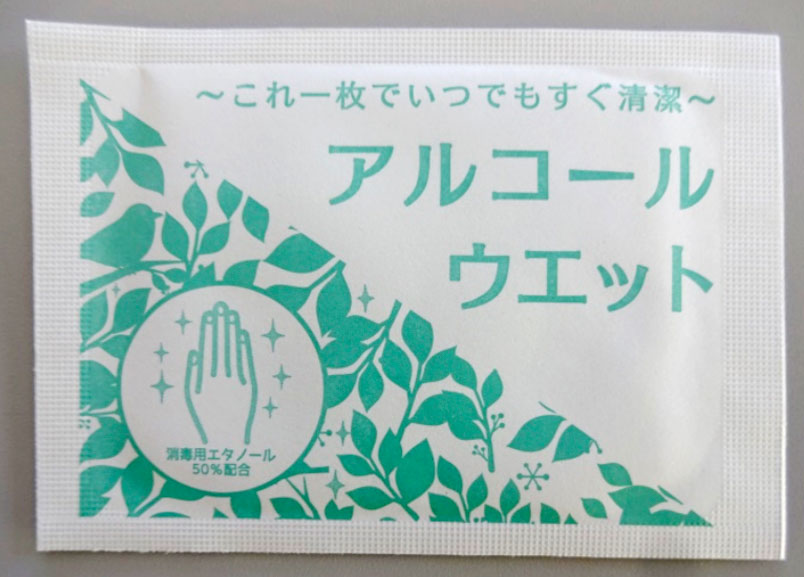 ～これ一枚でいつでもすぐ清潔～
アルコール
ウエット
消毒用エタノール
50%配合